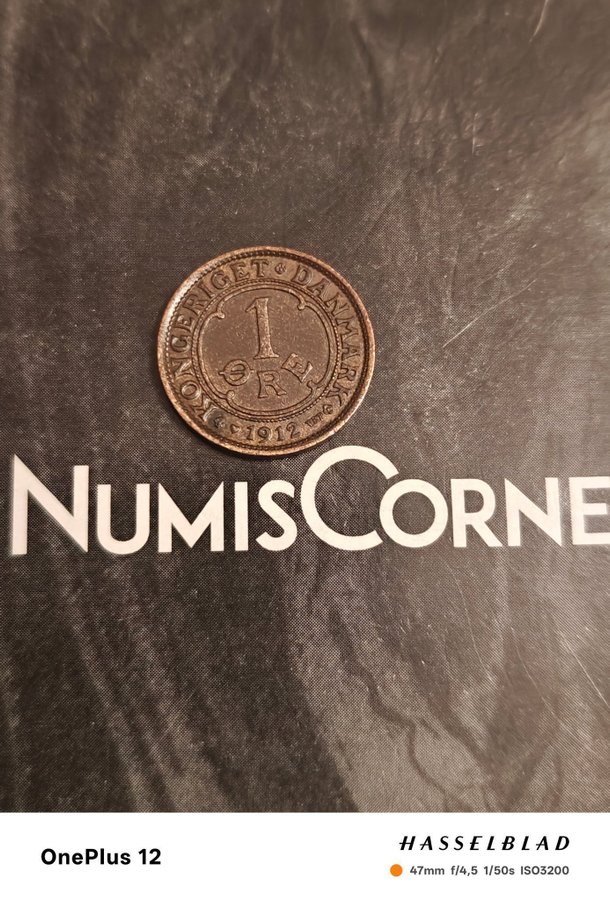 KONGERIGET DANMARK
1
ØRE
1912
NUMISCORNE
OnePlus 12
HASSELBLAD
47mm f/4,5 1/50s ISO3200